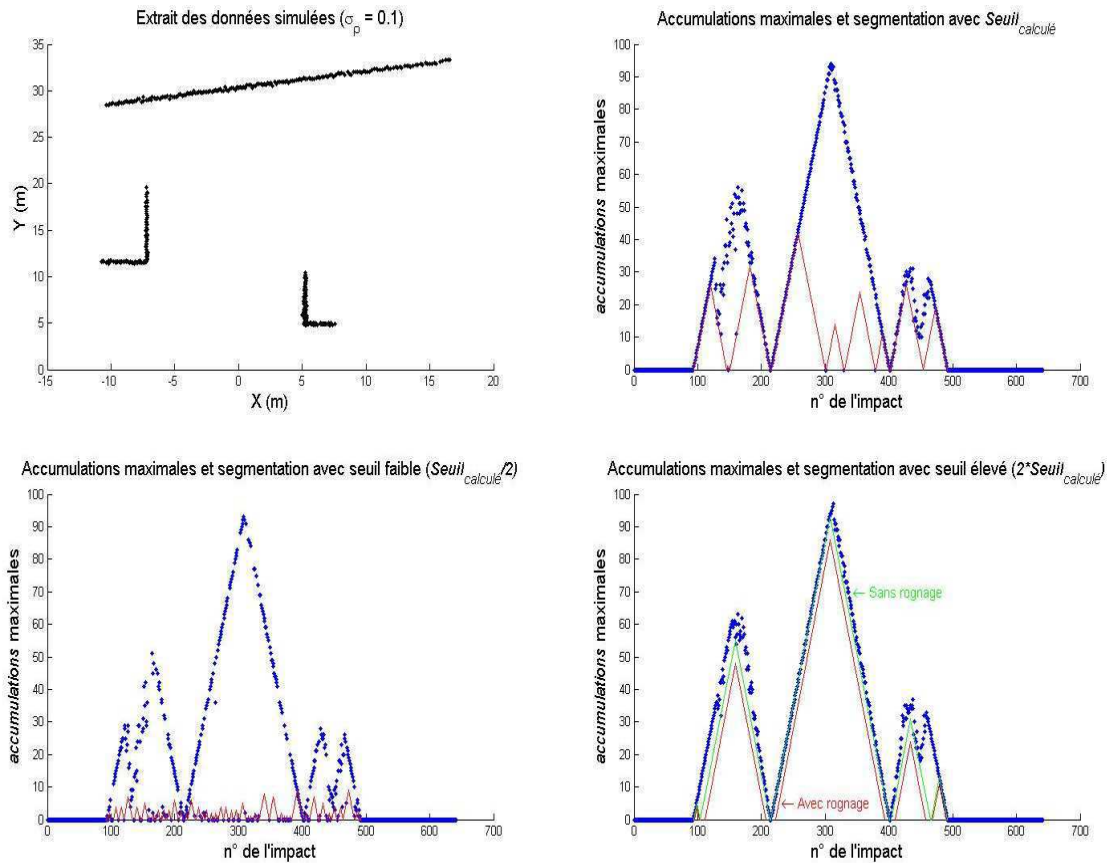 Extrait des données simulées (σρ = 0.1)
35
30
25
20
15
10
5
0
Y (m)
-15 -10 -5 0 5 10 15 20
X (m)
Accumulations maximales et segmentation avec Seuil calculé
100
90
80
70
60
50
40
30
20
10
0
accumulations maximales
0 100 200 300 400 500 600 700
n° de l'impact
Accumulations maximales et segmentation avec seuil faible (Seuil calculé/2)
100
90
80
70
60
50
40
30
20
10
0
accumulations maximales
0 100 200 300 400 500 600 700
n° de l'impact
Accumulations maximales et segmentation avec seuil élevé (2*Seuil calculé)
100
90
80
70
60
50
40
30
20
10
0
accumulations maximales
← Sans rognage
← Avec rognage
0 100 200 300 400 500 600 700
n° de l'impact